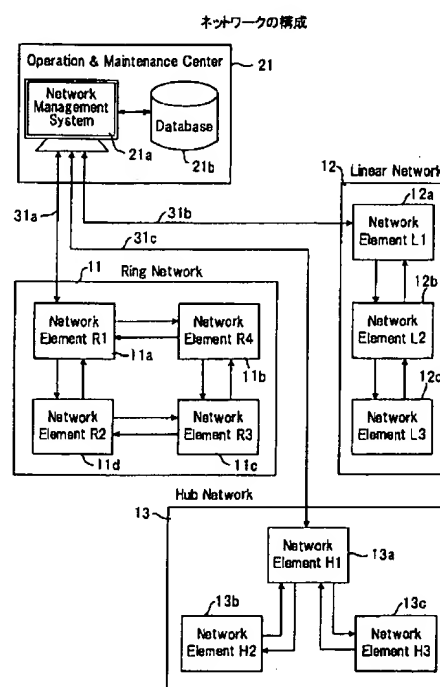 ネットワークの構成
Operation & Maintenance Center
21
Network
Management
System
21a
Database
21b
31a
31b
31c
12
Linear Network
12a
Network
Element L1
12b
Network
Element L2
12c
Network
Element L3
11
Ring Network
Network
Element R1
11a
Network
Element R4
11b
Network
Element R2
11d
Network
Element R3
11c
Hub Network
13
Network
Element H1
13a
13b
Network
Element H2
13c
Network
Element H3